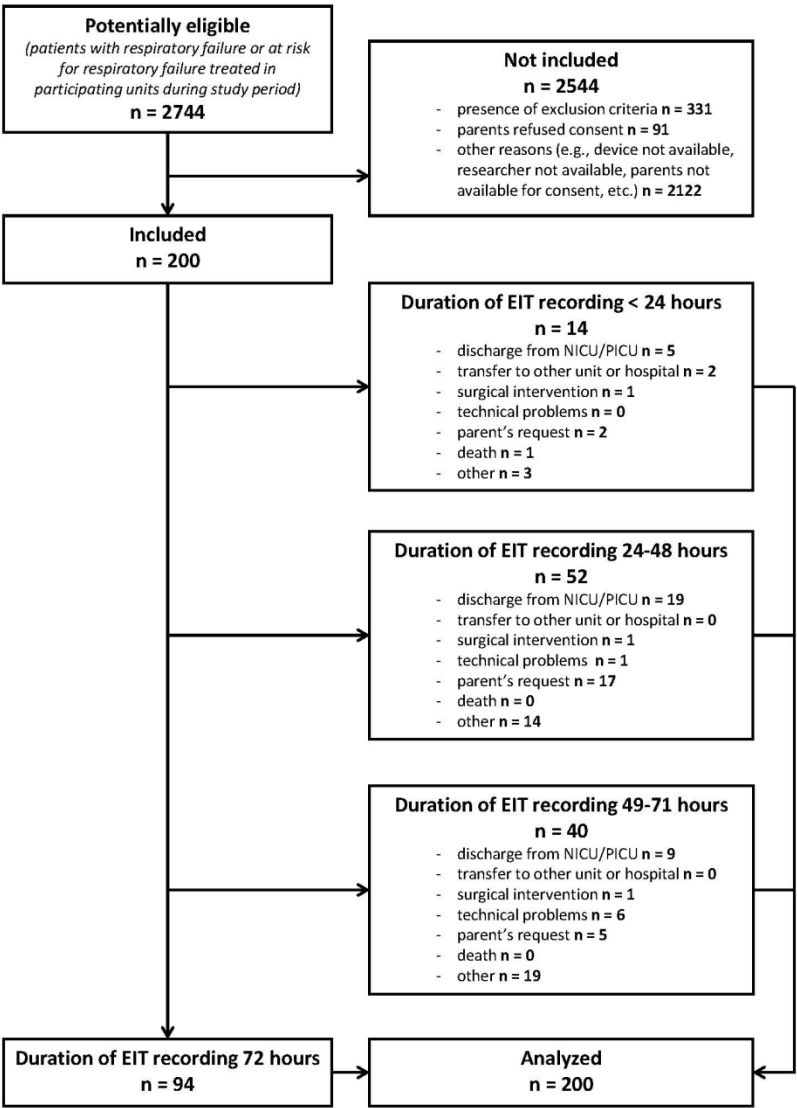 Potentially eligible
(patients with respiratory failure or at risk
for respiratory failure treated in
participating units during study period)
n = 2744
Not included
n = 2544
- presence of exclusion criteria n = 331
- parents refused consent n = 91
- other reasons (e.g., device not available,
researcher not available, parents not
available for consent, etc.) n = 2122
Included
n = 200
Duration of EIT recording < 24 hours
n = 14
- discharge from NICU/PICU n = 5
- transfer to other unit or hospital n = 2
- surgical intervention n = 1
- technical problems n = 0
- parent's request n = 2
- death n = 1
- other n = 3
Duration of EIT recording 24-48 hours
n = 52
- discharge from NICU/PICU n = 19
- transfer to other unit or hospital n = 0
- surgical intervention n = 1
- technical problems n = 1
- parent's request n = 17
- death n = 0
- other n = 14
Duration of EIT recording 49-71 hours
n = 40
- discharge from NICU/PICU n = 9
- transfer to other unit or hospital n = 0
- surgical intervention n = 1
- technical problems n = 6
- parent's request n = 5
- death n = 0
- other n = 19
Duration of EIT recording 72 hours
n = 94
Analyzed
n = 200